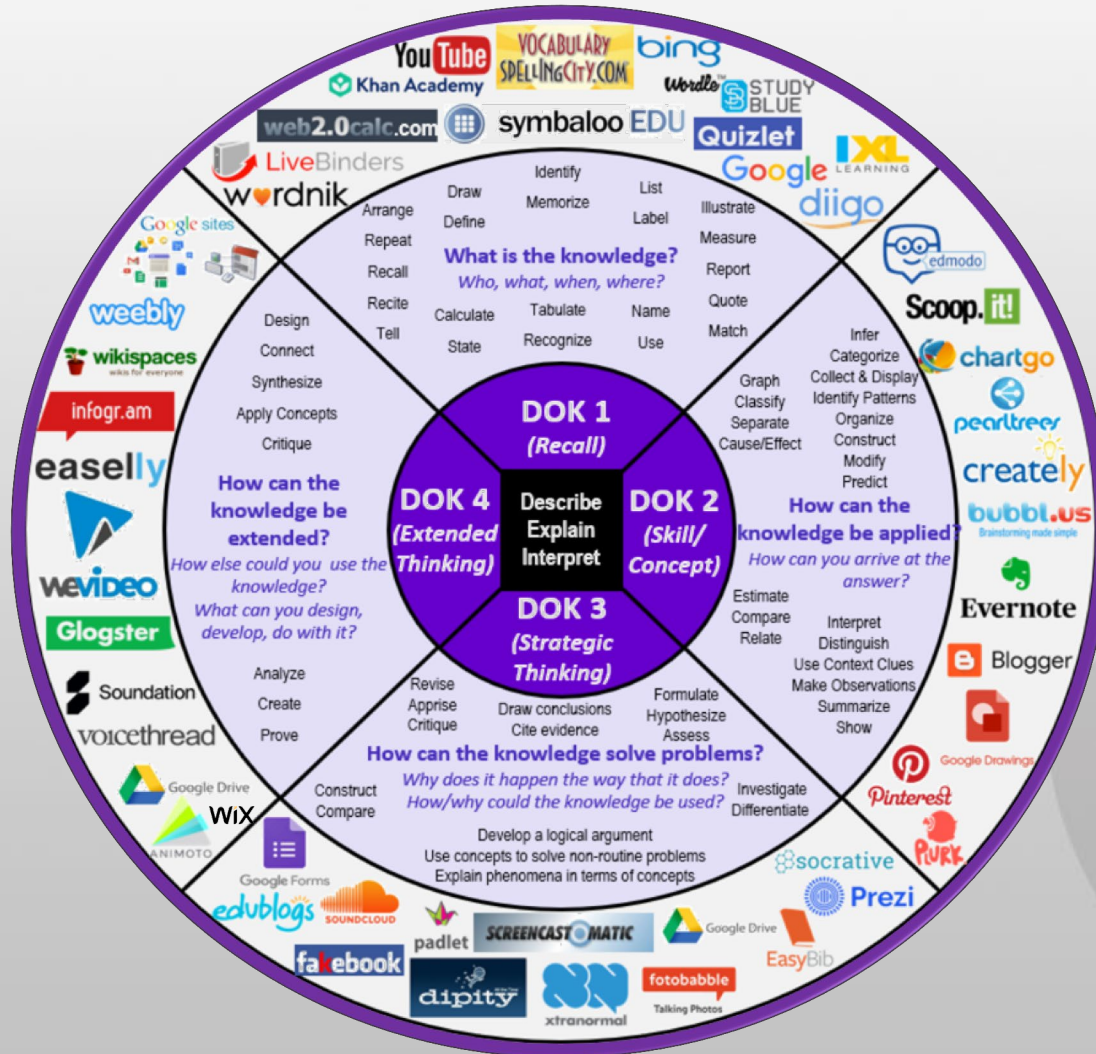 You Tube
VOCABULARY
SPELLINGCITY.COM
bing
Khan Academy
Wordle™
STUDY
BLUE
web2.0calc.com
symbaloo EDU
Quizlet
IXL
LEARNING
LiveBinders
Google
wordnik
diigo
Identify
Draw
List
Memorize
Arrange
Define
Label
Illustrate
Repeat
Measure
What is the knowledge?
Recall
Report
Who, what, when, where?
Recite
Quote
Calculate
Tabulate
Name
Tell
Match
State
Recognize
Use
DOK 1
(Recall)
edmodo
Scoop.it!
chartgo
pearltrees
creately
bubbl.us
Brainstorming made simple
Evernote
Blogger
Google Drawings
Pinterest
PLURK
Infer
Categorize
Collect & Display
Identify Patterns
Organize
Construct
Modify
Predict
Graph
Classify
Separate
Cause/Effect
How can the
knowledge be applied?
How can you arrive at the
answer?
Estimate
Compare
Relate
Interpret
Distinguish
Use Context Clues
Make Observations
Summarize
Show
DOK 2
(Skill/
Concept)
Describe
Explain
Interpret
DOK 3
(Strategic
Thinking)
Revise
Apprise
Critique
Draw conclusions
Cite evidence
Formulate
Hypothesize
Assess
How can the knowledge solve problems?
Why does it happen the way that it does?
How/why could the knowledge be used?
Construct
Compare
Investigate
Differentiate
Develop a logical argument
Use concepts to solve non-routine problems
Explain phenomena in terms of concepts
socrative
Prezi
Google Forms
edublogs
SOUNDCLOUD
padlet
SCREENCAST O MATIC
Google Drive
EasyBib
fakebook
dipity
xtranormal
fotobabble
Talking Photos
DOK 4
(Extended
Thinking)
Design
Connect
Synthesize
Apply Concepts
Critique
How can the
knowledge be
extended?
How else could you use the
knowledge?
What can you design,
develop, do with it?
Analyze
Create
Prove
Google sites
weebly
wikispaces
wikis for everyone
infogr.am
easelly
WEVIDEO
Glogster
Soundation
voicethread
Google Drive
WiX
ANIMOTO